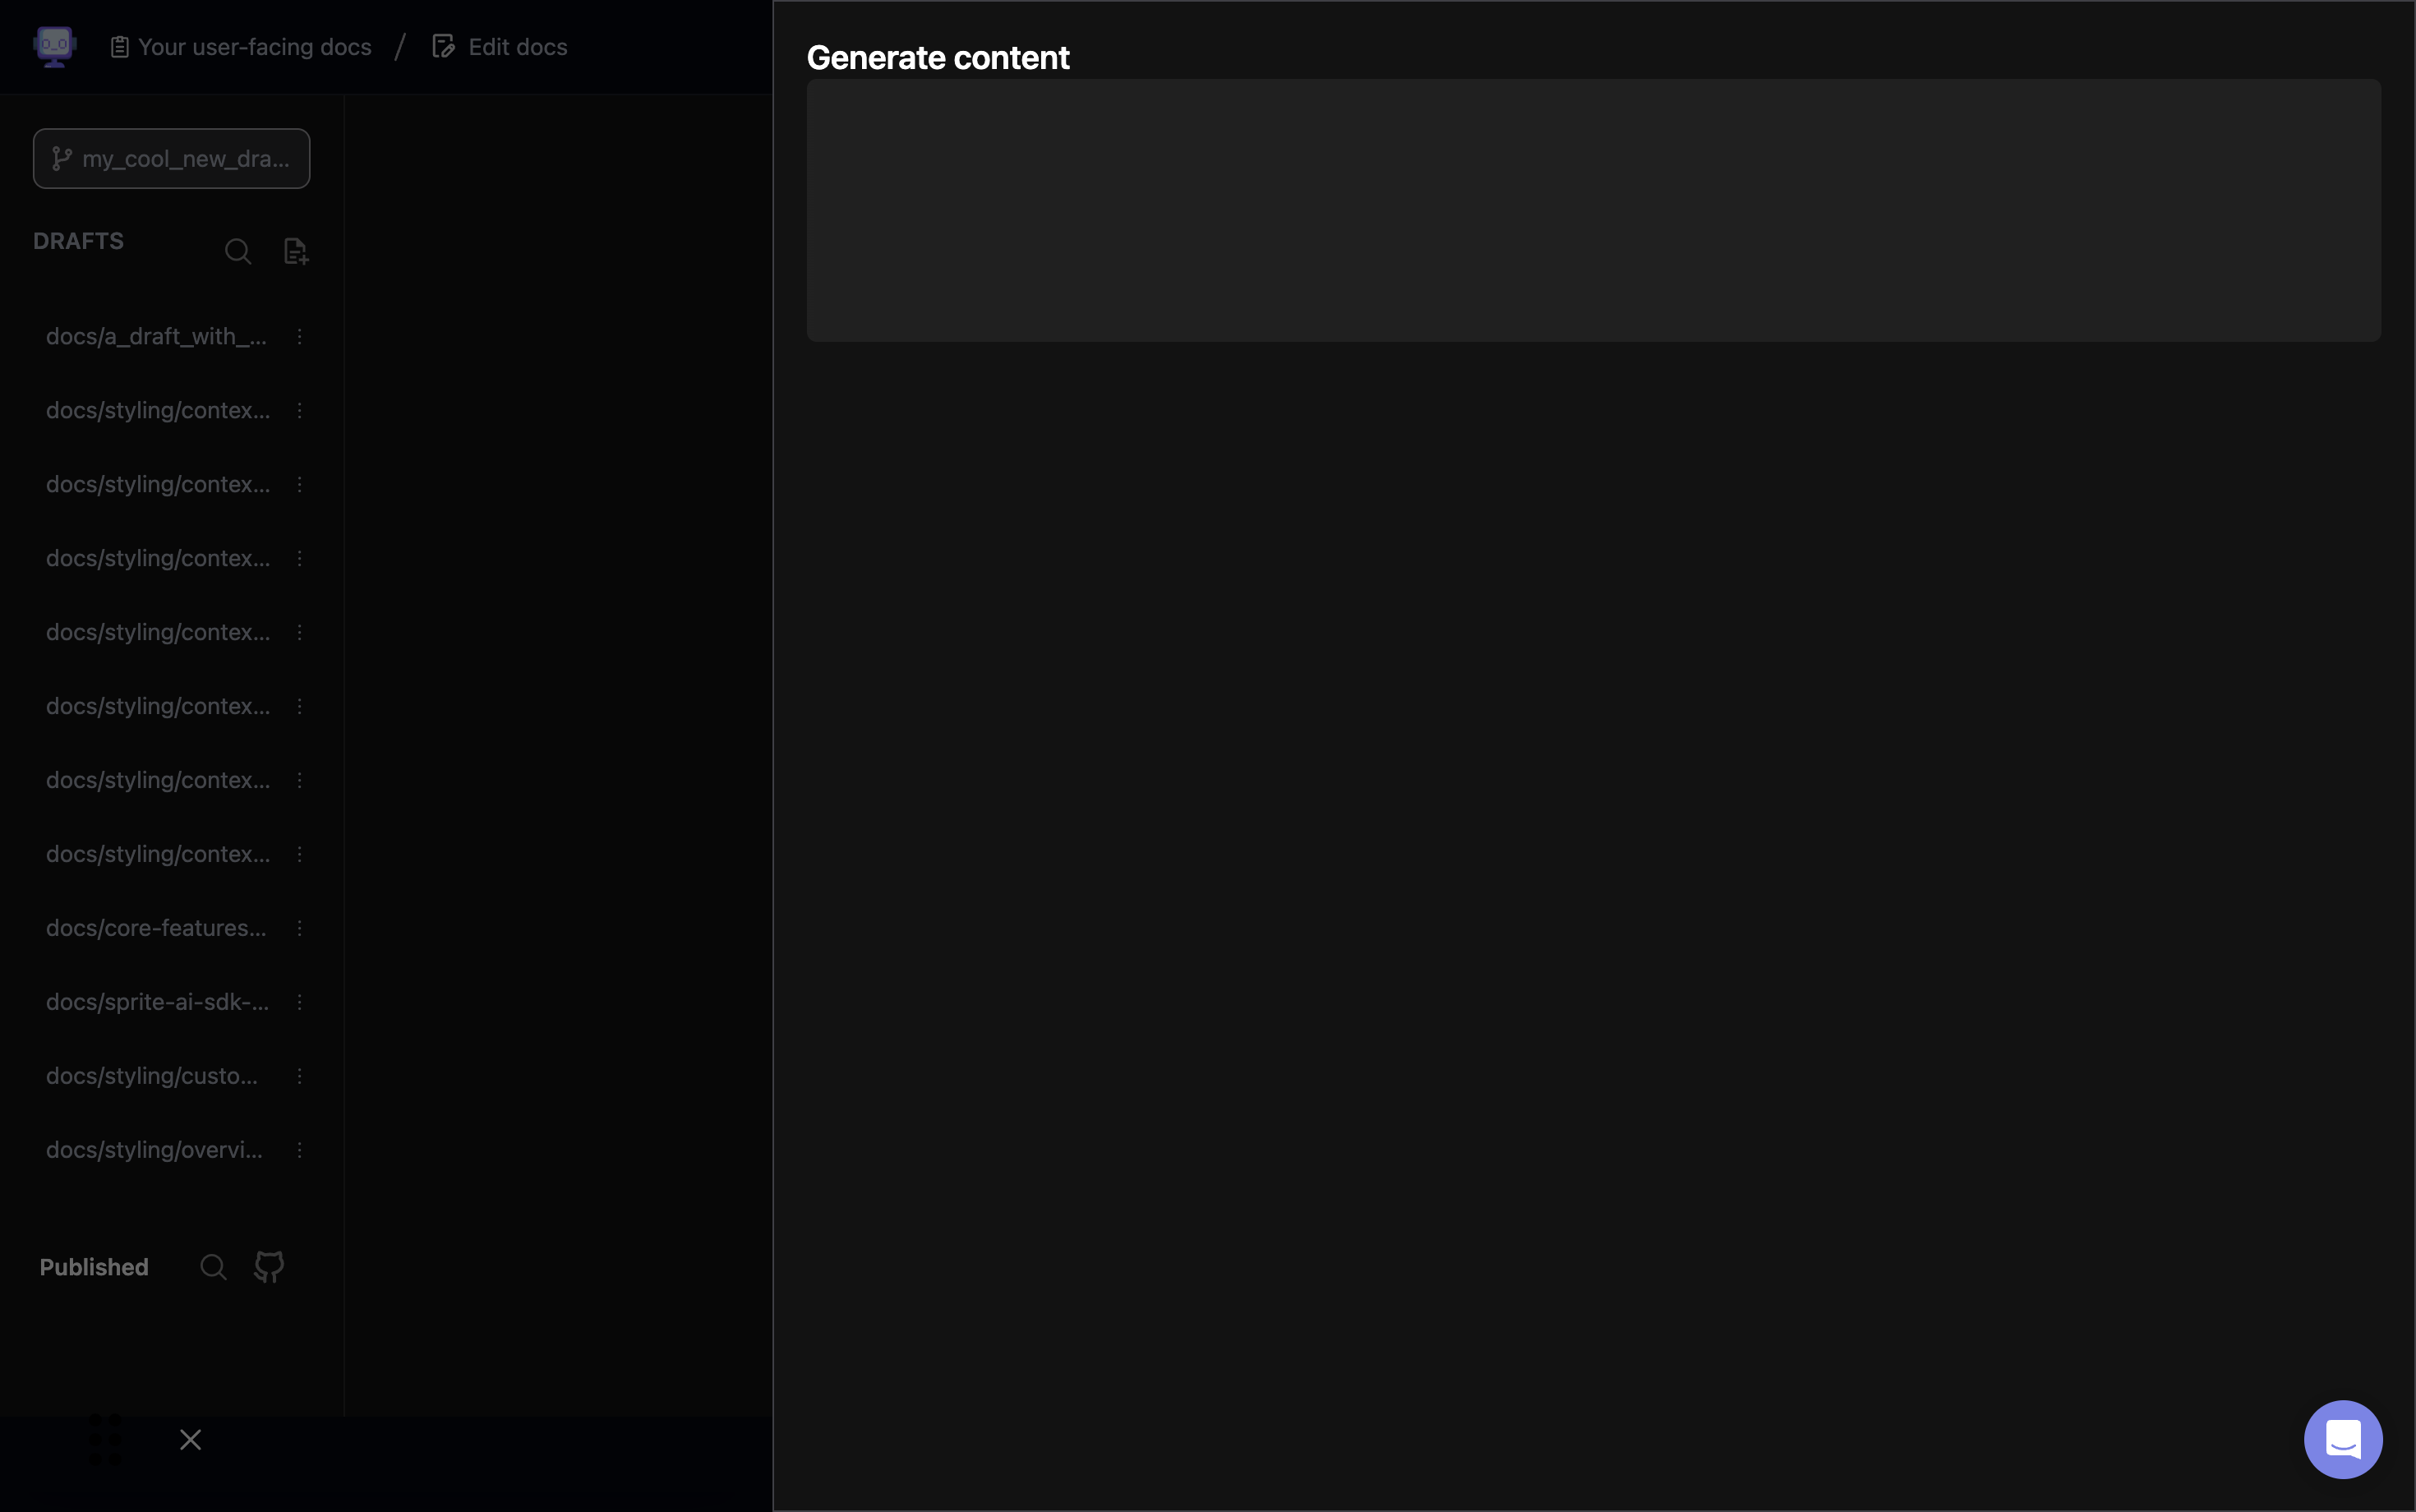 Your user-facing docs / Edit docs
my_cool_new_dra...
DRAFTS
docs/a_draft_with_...
docs/styling/contex...
docs/styling/contex...
docs/styling/contex...
docs/styling/contex...
docs/styling/contex...
docs/styling/contex...
docs/styling/contex...
docs/core-features...
docs/sprite-ai-sdk-...
docs/styling/custo...
docs/styling/overvi...
Published
Generate content